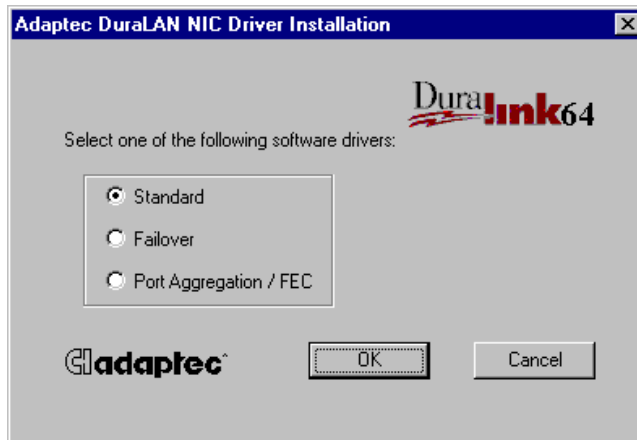 Adaptec DuraLAN NIC Driver Installation
Duralink64
Select one of the following software drivers:
Standard
Failover
Port Aggregation / FEC
adaptec
OK
Cancel